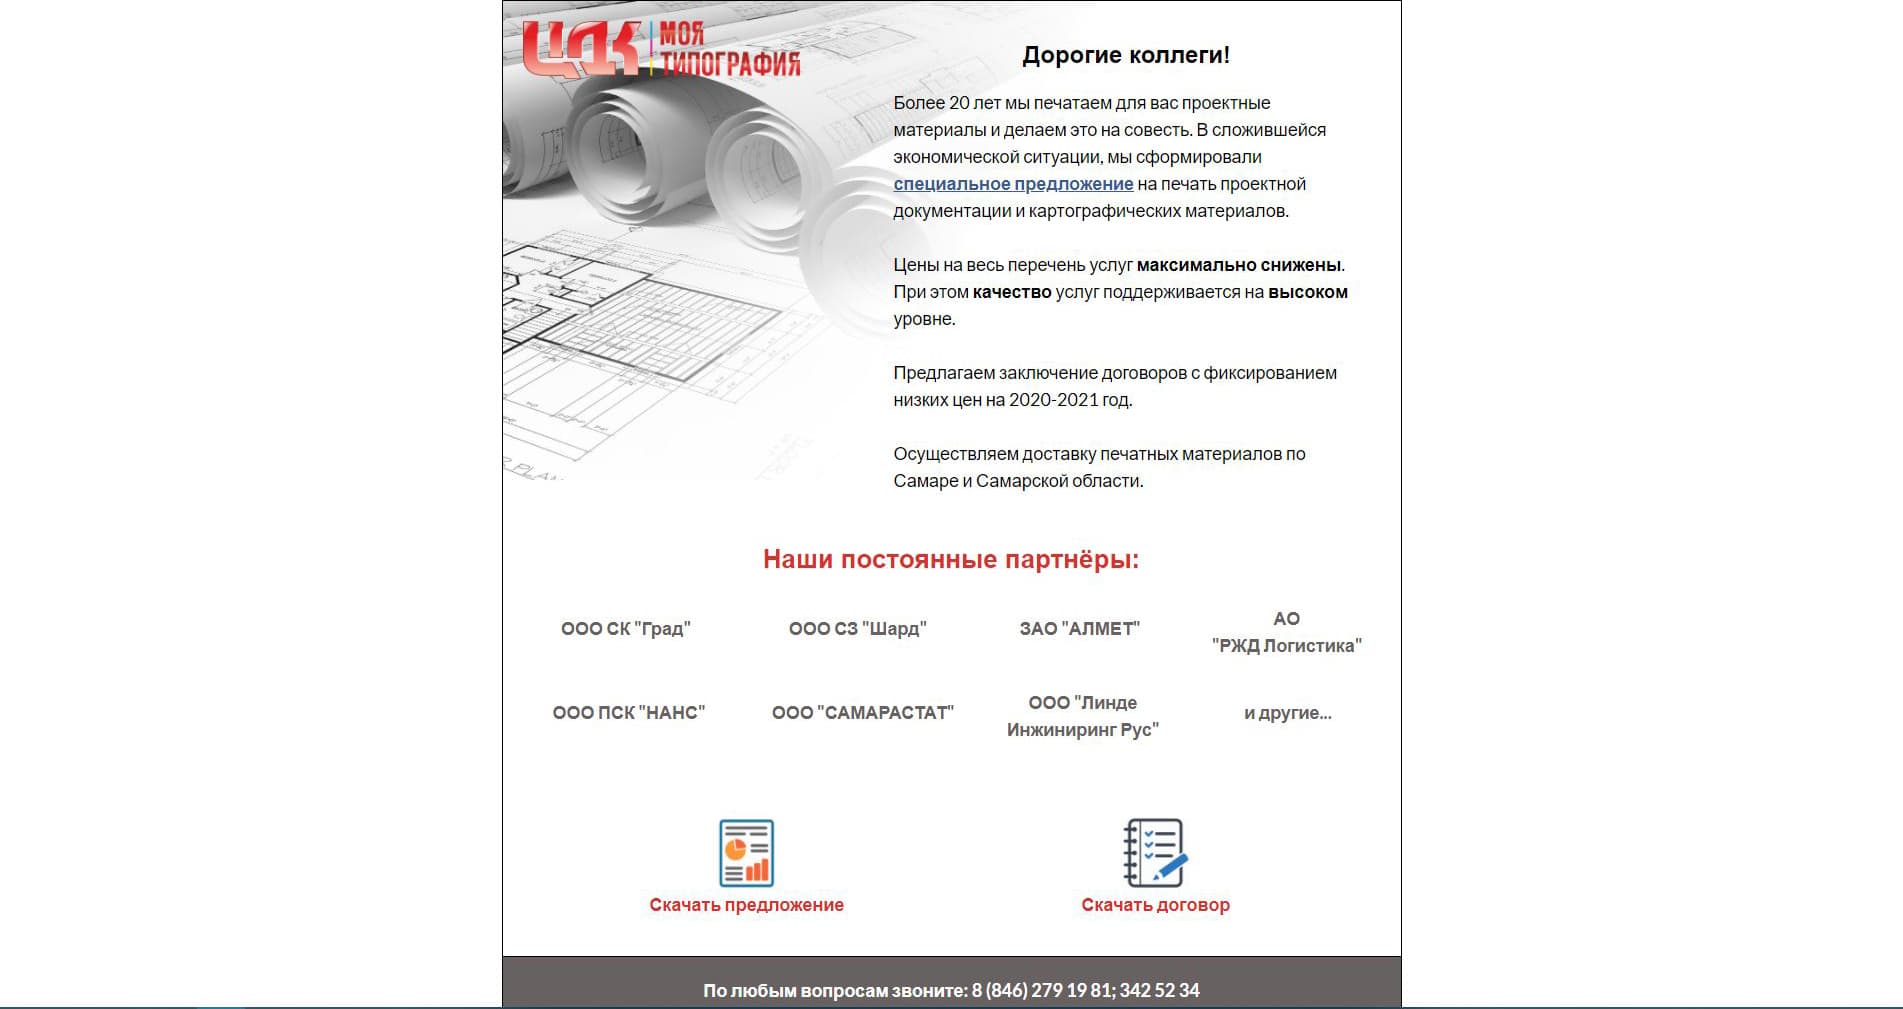 ЦДК МОЯ
ТИПОГРАФИЯ
Дорогие коллеги!
Более 20 лет мы печатаем для вас проектные
материалы и делаем это на совесть. В сложившейся
экономической ситуации, мы сформировали
специальное предложение на печать проектной
документации и картографических материалов.
Цены на весь перечень услуг максимально снижены.
При этом качество услуг поддерживается на высоком
уровне.
Предлагаем заключение договоров с фиксированием
низких цен на 2020-2021 год.
Осуществляем доставку печатных материалов по
Самаре и Самарской области.
Наши постоянные партнёры:
ООО СК "Град"
ООО СЗ "Шард"
ЗАО "АЛМЕТ"
АО
"РЖД Логистика"
ООО ПСК "НАНС"
ООО "САМАРАСТАТ"
ООО "Линде
Инжиниринг Рус"
и другие...
Скачать предложение
Скачать договор
По любым вопросам звоните: 8 (846) 279 19 81; 342 52 34